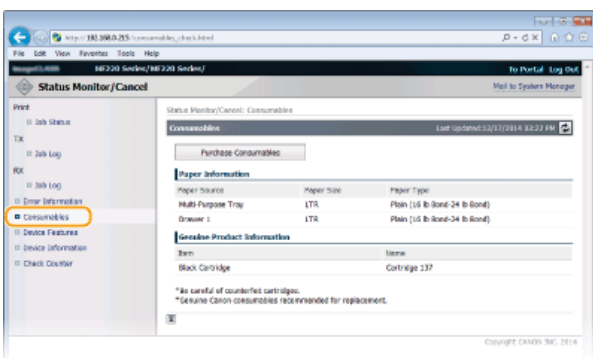 http://192.168.0.215/consumables_check.html
File Edit View Favorites Tools Help
MF220 Series/MF220 Series/
To Portal Log Out
Status Monitor/Cancel
Mail to System Manager
Print
Job Status
TX
Job Log
RX
Job Log
Error Information
Consumables
Device Features
Device Information
Check Counter
Status Monitor/Cancel: Consumables
Consumables
Last Updated:12/17/2014 03:22 PM
Purchase Consumables
Paper Information
Paper Source Paper Size Paper Type
Multi-Purpose Tray LTR Plain (16 lb Bond-24 lb Bond)
Drawer 1 LTR Plain (16 lb Bond-24 lb Bond)
Genuine Product Information
Item Name
Black Cartridge Cartridge 137
*Be careful of counterfeit cartridges.
*Genuine Canon consumables recommended for replacement.
Copyright CANON INC. 2014